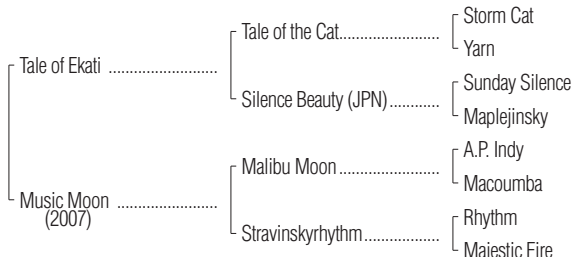 Storm Cat
Tale of the Cat..................
Yarn
Tale of Ekati ........................
Sunday Silence
Silence Beauty (JPN)............
Maplejinsky
A.P. Indy
Malibu Moon......................
Macoumba
Music Moon ......................
(2007)
Rhythm
Stravinskyrhythm.................
Majestic Fire